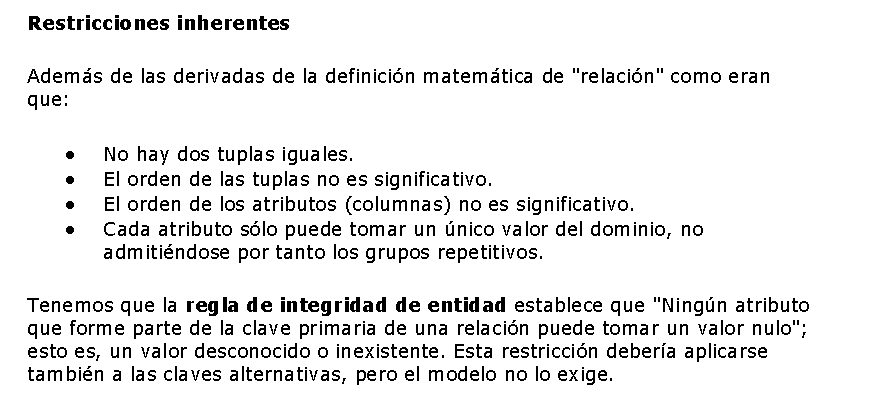 Restricciones inherentes
Además de las derivadas de la definición matemática de "relación" como eran
que:
• No hay dos tuplas iguales.
• El orden de las tuplas no es significativo.
• El orden de los atributos (columnas) no es significativo.
• Cada atributo sólo puede tomar un único valor del dominio, no
admitiéndose por tanto los grupos repetitivos.
Tenemos que la regla de integridad de entidad establece que "Ningún atributo
que forme parte de la clave primaria de una relación puede tomar un valor nulo";
esto es, un valor desconocido o inexistente. Esta restricción debería aplicarse
también a las claves alternativas, pero el modelo no lo exige.